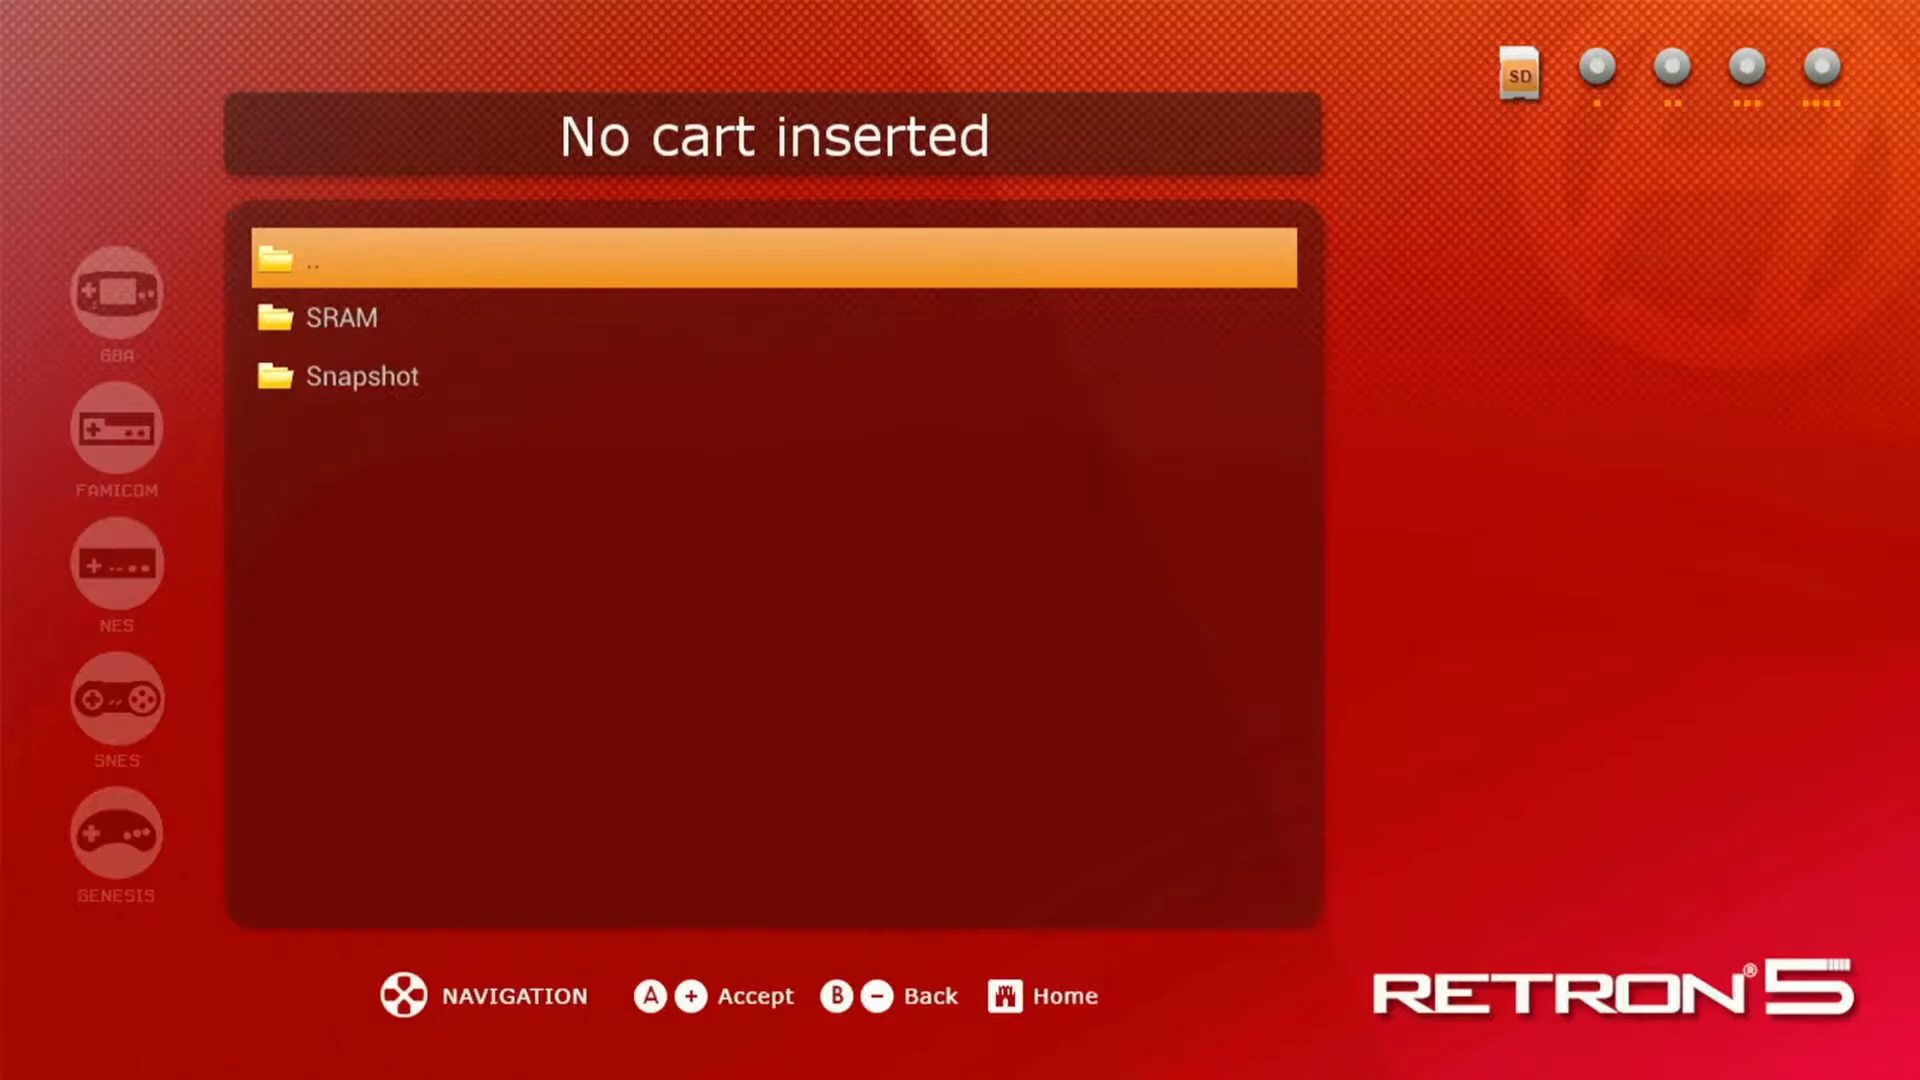 SD
No cart inserted
..
SRAM
Snapshot
GBA
FAMICOM
NES
SNES
GENESIS
NAVIGATION
A + Accept
B - Back
Home
RETRON® 5